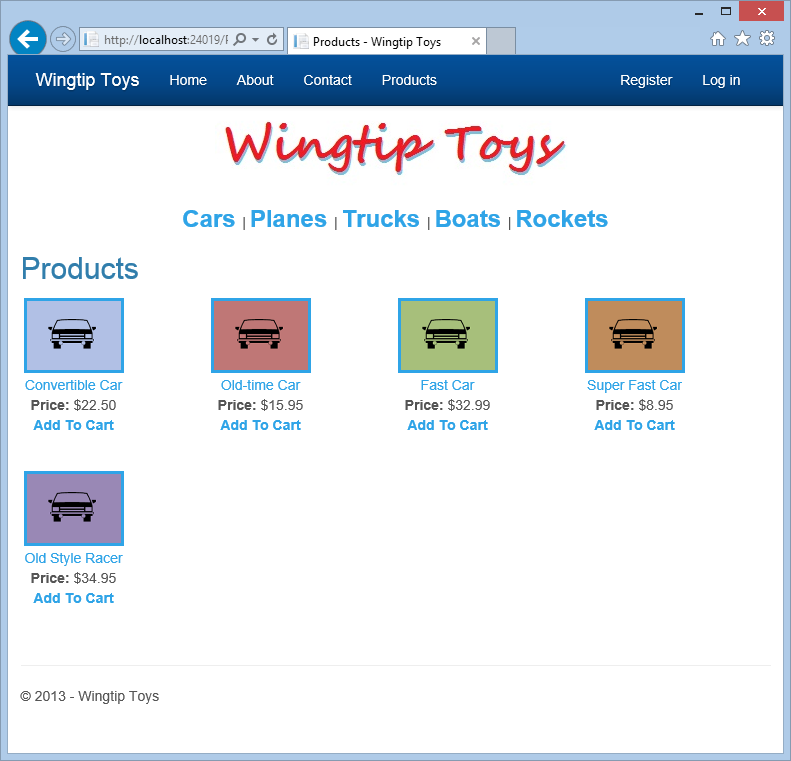 http://localhost:24019/
Products - Wingtip Toys
Wingtip Toys Home About Contact Products Register Log in
Wingtip Toys
Cars | Planes | Trucks | Boats | Rockets
Products
Convertible Car Old-time Car Fast Car Super Fast Car
Price: $22.50 Price: $15.95 Price: $32.99 Price: $8.95
Add To Cart Add To Cart Add To Cart Add To Cart
Old Style Racer
Price: $34.95
Add To Cart
© 2013 - Wingtip Toys